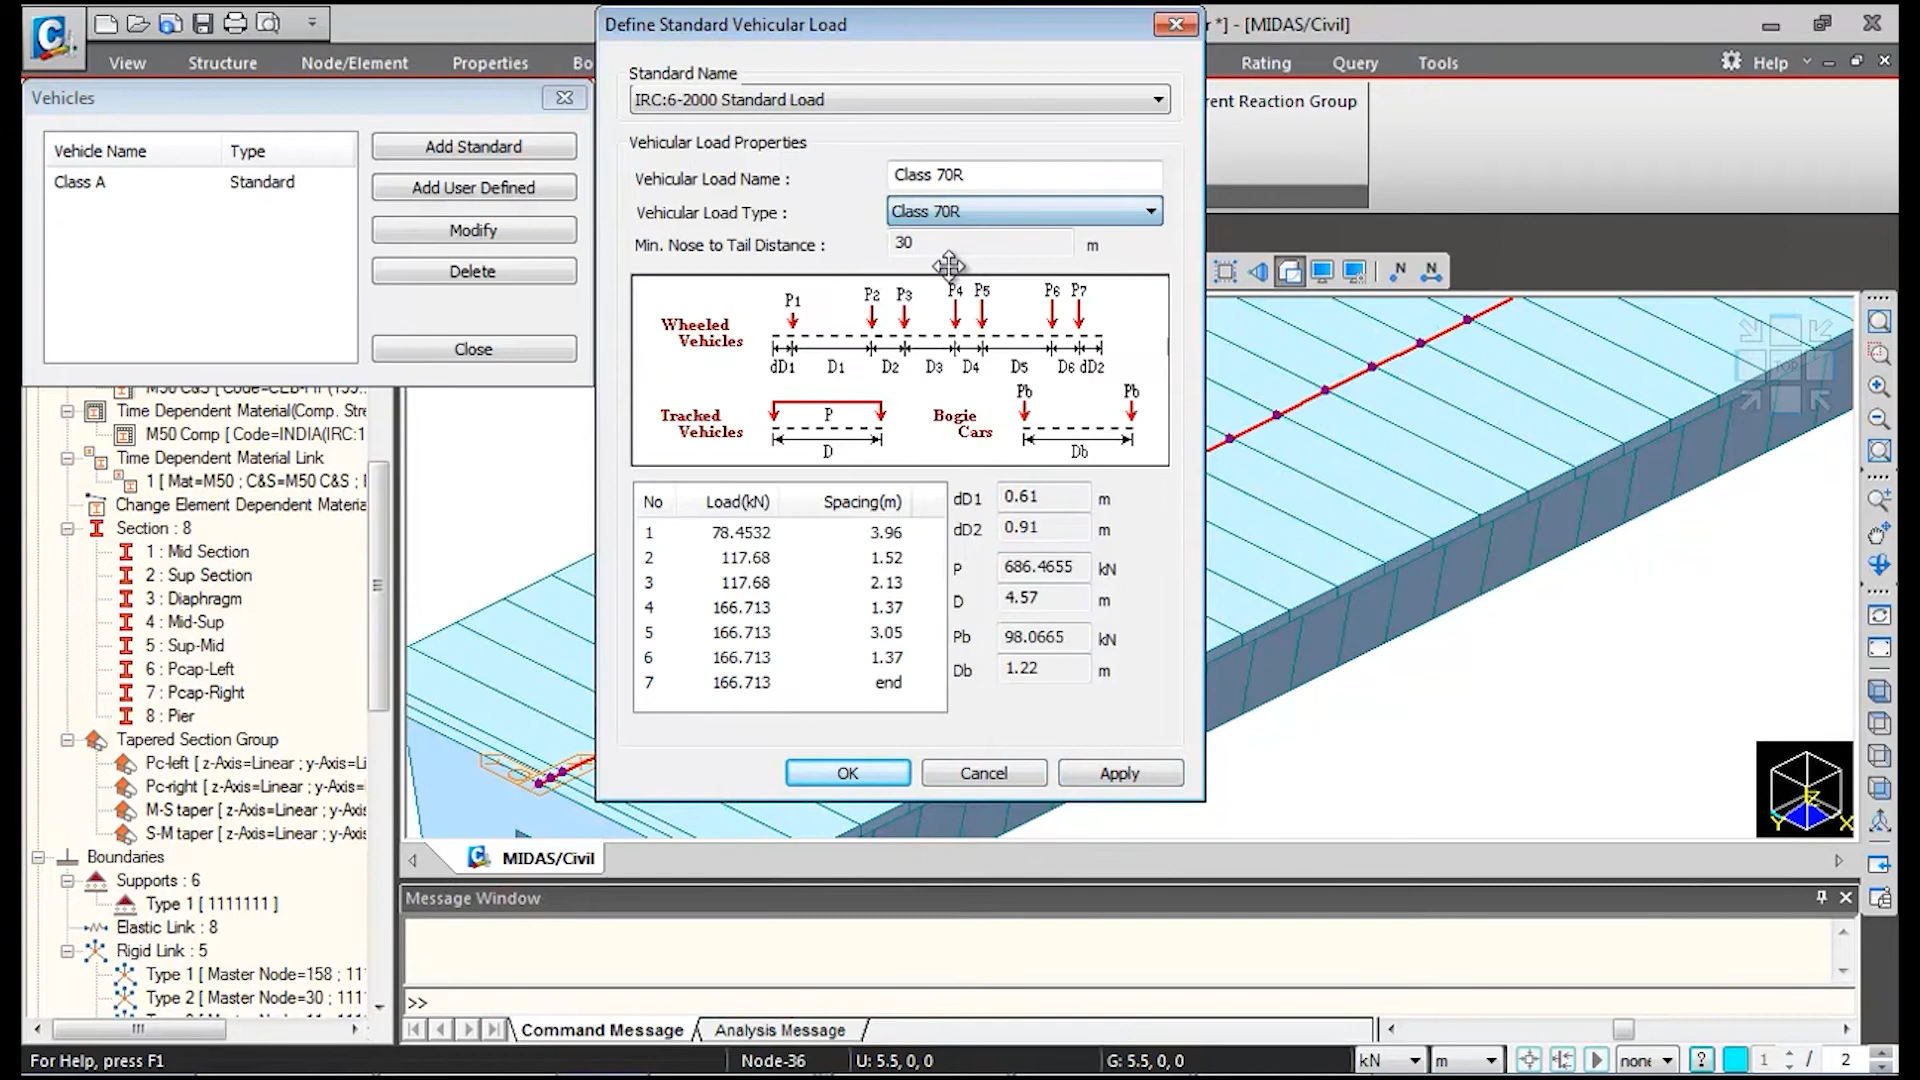 Define Standard Vehicular Load
r *] - [MIDAS/Civil]
View Structure Node/Element Properties Bo Rating Query Tools Help
Vehicles
Vehicle Name Type
Class A Standard
Add Standard
Add User Defined
Modify
Delete
Close
Standard Name
IRC:6-2000 Standard Load
Vehicular Load Properties
Vehicular Load Name : Class 70R
Vehicular Load Type : Class 70R
Min. Nose to Tail Distance : 30 m
rent Reaction Group
P1 P2 P3 P4 P5 P6 P7
Wheeled
Vehicles
dD1 D1 D2 D3 D4 D5 D6 dD2
Pb Pb
Tracked
Vehicles
P
D
Bogie
Cars
Db
No Load(kN) Spacing(m)
1 78.4532 3.96
2 117.68 1.52
3 117.68 2.13
4 166.713 1.37
5 166.713 3.05
6 166.713 1.37
7 166.713 end
dD1 0.61 m
dD2 0.91 m
P 686.4655 kN
D 4.57 m
Pb 98.0665 kN
Db 1.22 m
OK Cancel Apply
Time Dependent Material(Comp. Stre
M50 Comp [ Code=INDIA(IRC:1
Time Dependent Material Link
1 [ Mat=M50 ; C&S=M50 C&S ;
Change Element Dependent Materia
Section : 8
1 : Mid Section
2 : Sup Section
3 : Diaphragm
4 : Mid-Sup
5 : Sup-Mid
6 : Pcap-Left
7 : Pcap-Right
8 : Pier
Tapered Section Group
Pc-left [ z-Axis=Linear ; y-Axis=Li
Pc-right [ z-Axis=Linear ; y-Axis=
M-S taper [ z-Axis=Linear ; y-Axis
S-M taper [ z-Axis=Linear ; y-Axis
Boundaries
Supports : 6
Type 1 [ 1111111 ]
Elastic Link : 8
Rigid Link : 5
Type 1 [ Master Node=158 ; 11
Type 2 [ Master Node=30 ; 111
N N
TOP
Z
Y X
MIDAS/Civil
Message Window
>>
Command Message Analysis Message
For Help, press F1 Node-36 U: 5.5, 0, 0 G: 5.5, 0, 0 kN m none ? 1 / 2